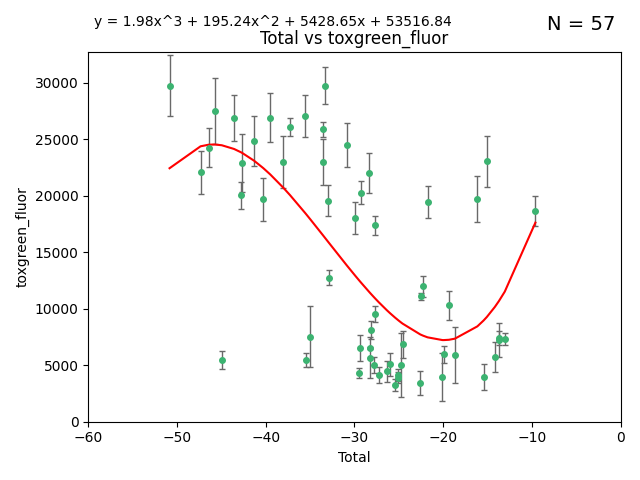 y = 1.98x^3 + 195.24x^2 + 5428.65x + 53516.84
N = 57
Total vs toxgreen_fluor
30000
25000
20000
15000
10000
5000
0
toxgreen_fluor
−60 −50 −40 −30 −20 −10 0
Total